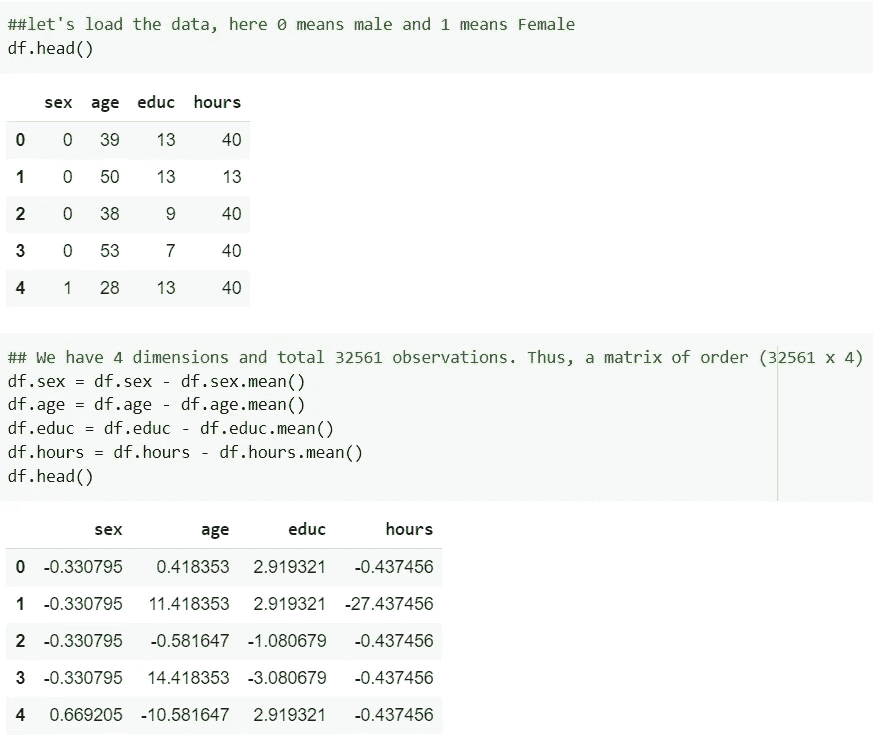 ##let's load the data, here 0 means male and 1 means Female
df.head()
sex age educ hours
0 0 39 13 40
1 0 50 13 13
2 0 38 9 40
3 0 53 7 40
4 1 28 13 40
## We have 4 dimensions and total 32561 observations. Thus, a matrix of order (32561 x 4)
df.sex = df.sex - df.sex.mean()
df.age = df.age - df.age.mean()
df.educ = df.educ - df.educ.mean()
df.hours = df.hours - df.hours.mean()
df.head()
sex age educ hours
0 -0.330795 0.418353 2.919321 -0.437456
1 -0.330795 11.418353 2.919321 -27.437456
2 -0.330795 -0.581647 -1.080679 -0.437456
3 -0.330795 14.418353 -3.080679 -0.437456
4 0.669205 -10.581647 2.919321 -0.437456